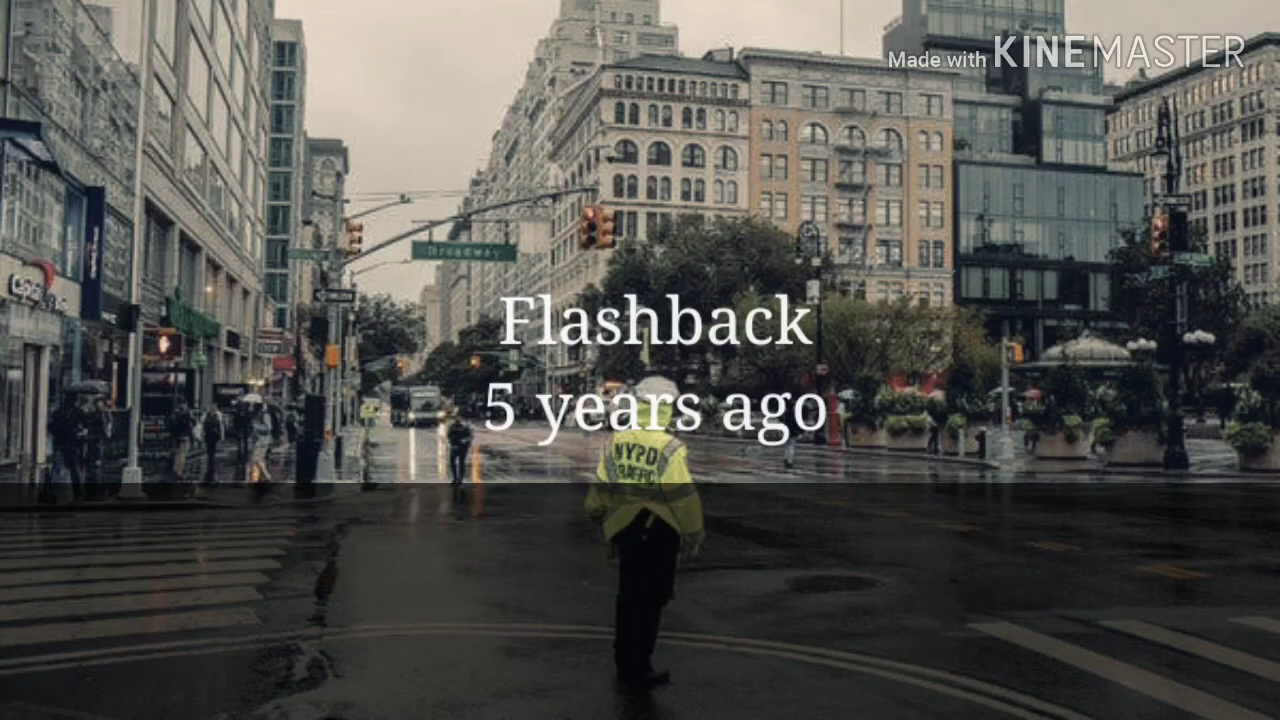 Made with KINEMASTER
Broadway
Flashback
5 years ago
NYPD
TRAFFIC